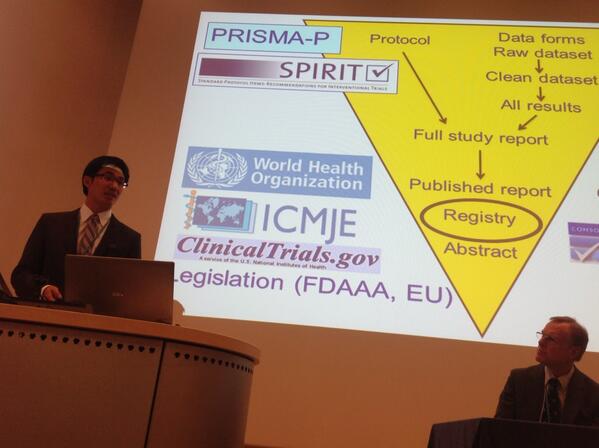 PRISMA-P
SPIRIT
STANDARD PROTOCOL ITEMS: RECOMMENDATIONS FOR INTERVENTIONAL TRIALS
World Health
Organization
ICMJE
ClinicalTrials.gov
A service of the U.S. National Institutes of Health
Legislation (FDAAA, EU)
Protocol
Data forms
Raw dataset
Clean dataset
All results
Full study report
Published report
Registry
Abstract
CONSO